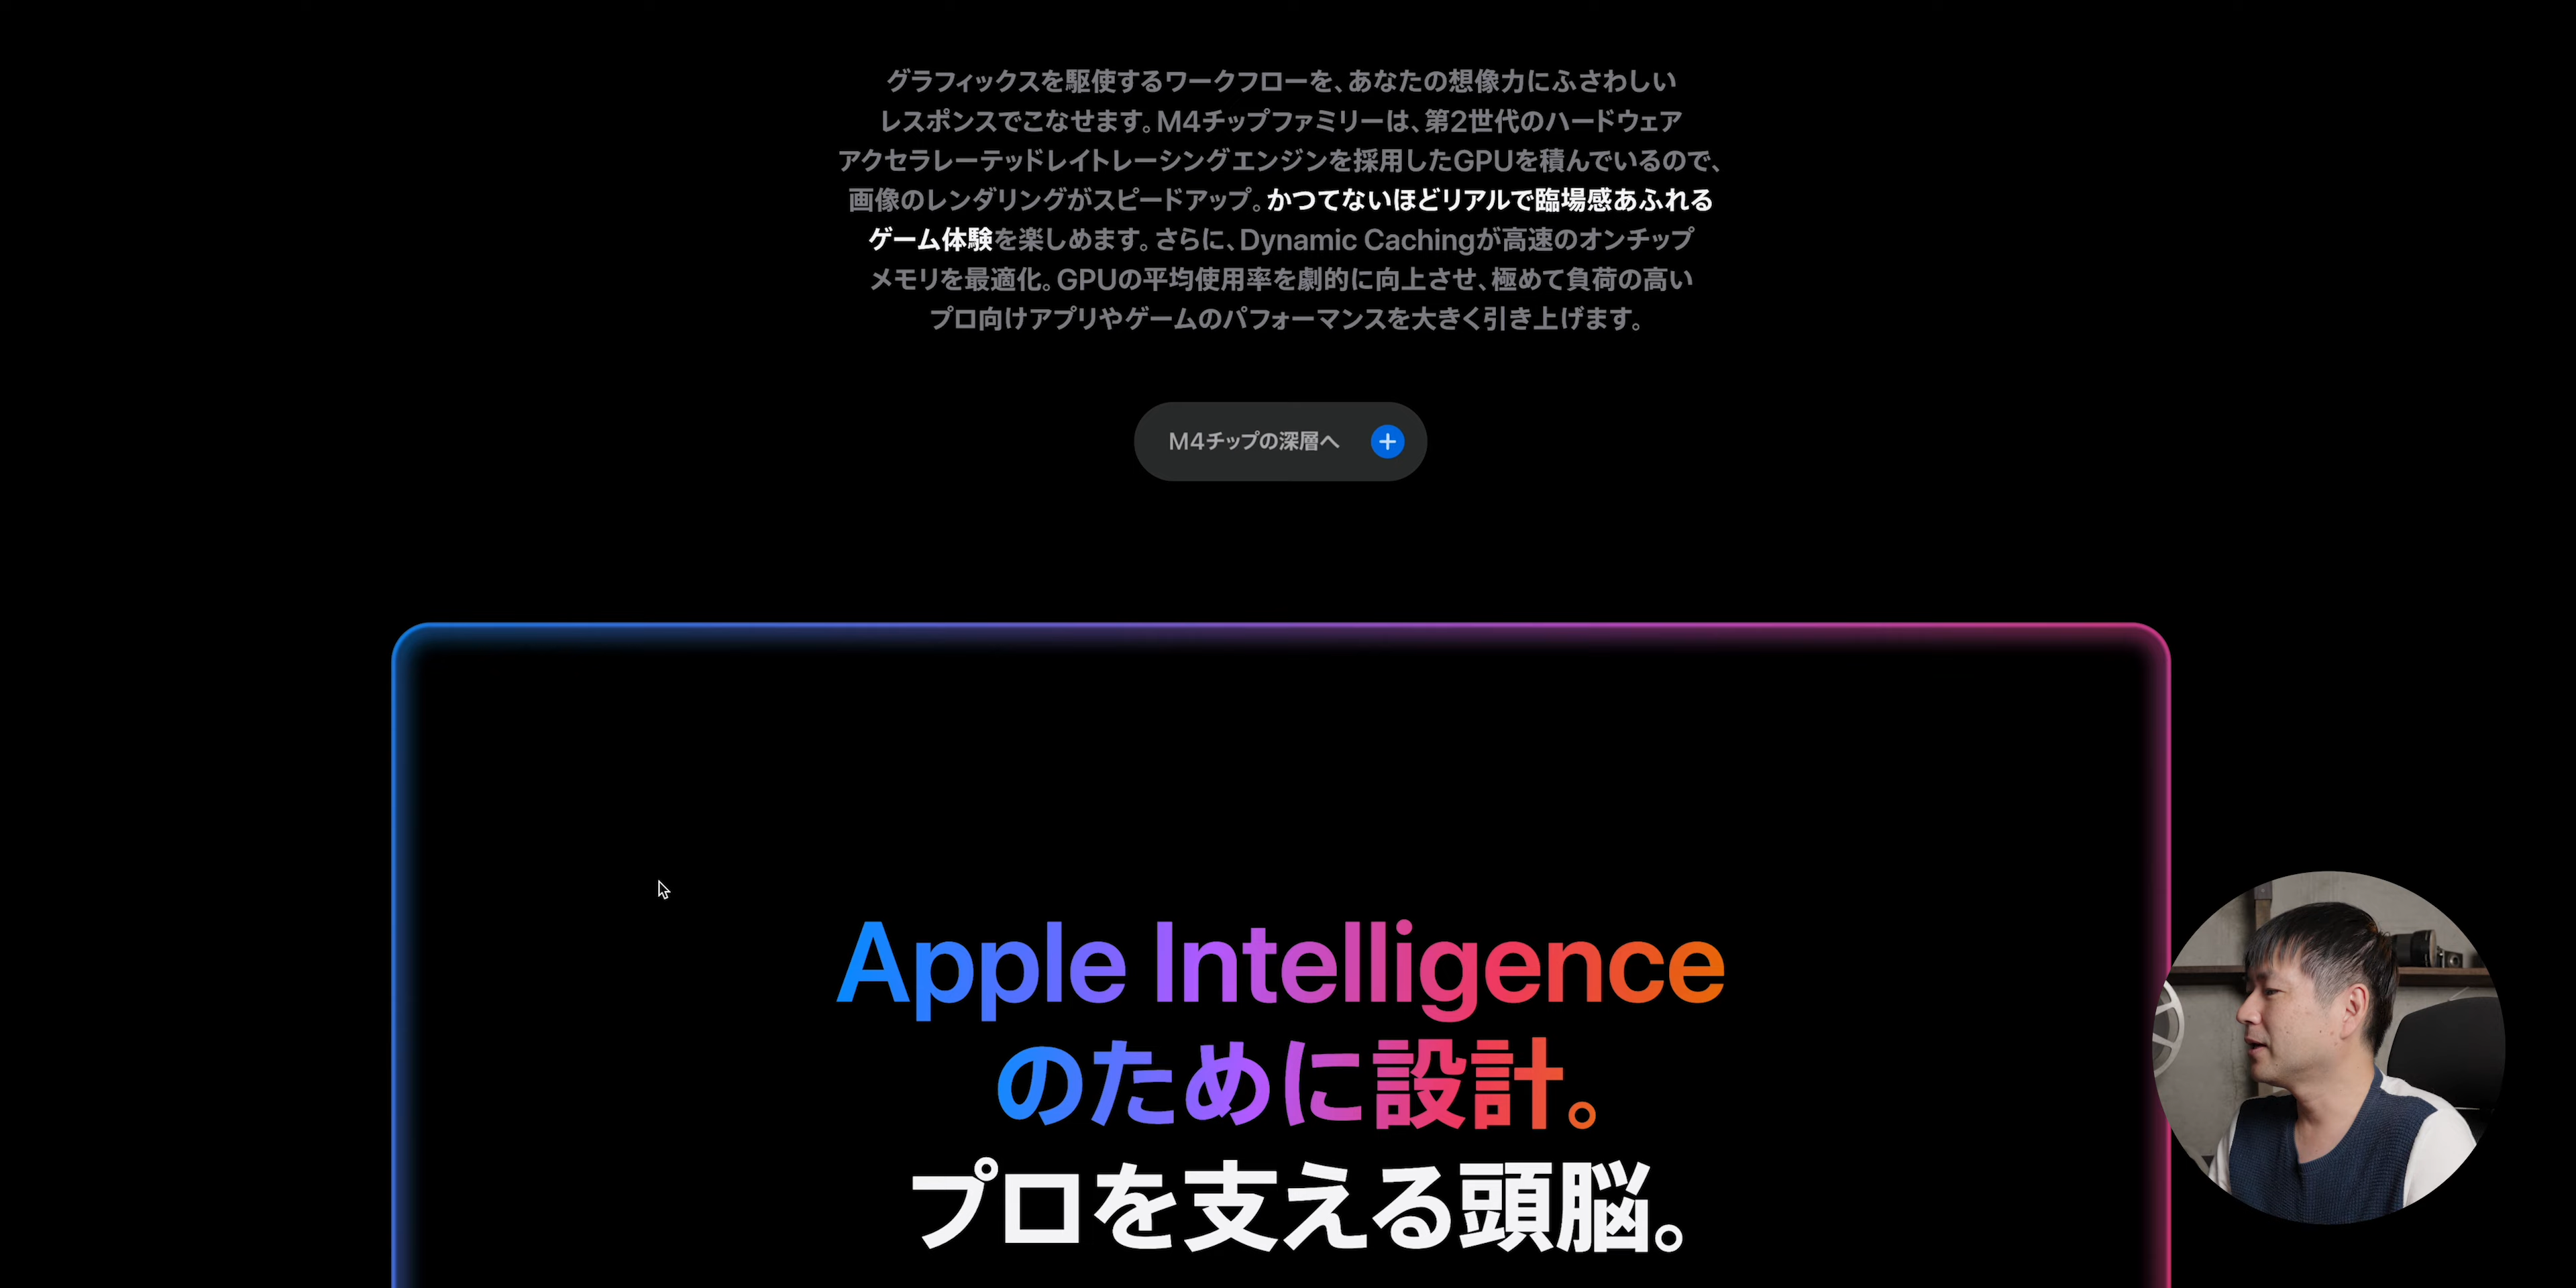 グラフィックスを駆使するワークフローを、あなたの想像力にふさわしい
レスポンスでこなせます。M4チップファミリーは、第2世代のハードウェア
アクセラレーテッドレイトレーシングエンジンを採用したGPUを積んでいるので、
画像のレンダリングがスピードアップ。かつてないほどリアルで臨場感あふれる
ゲーム体験を楽しめます。さらに、Dynamic Cachingが高速のオンチップ
メモリを最適化。GPUの平均使用率を劇的に向上させ、極めて負荷の高い
プロ向けアプリやゲームのパフォーマンスを大きく引き上げます。
M4チップの深層へ
Apple Intelligence
のために設計。
プロを支える頭脳。